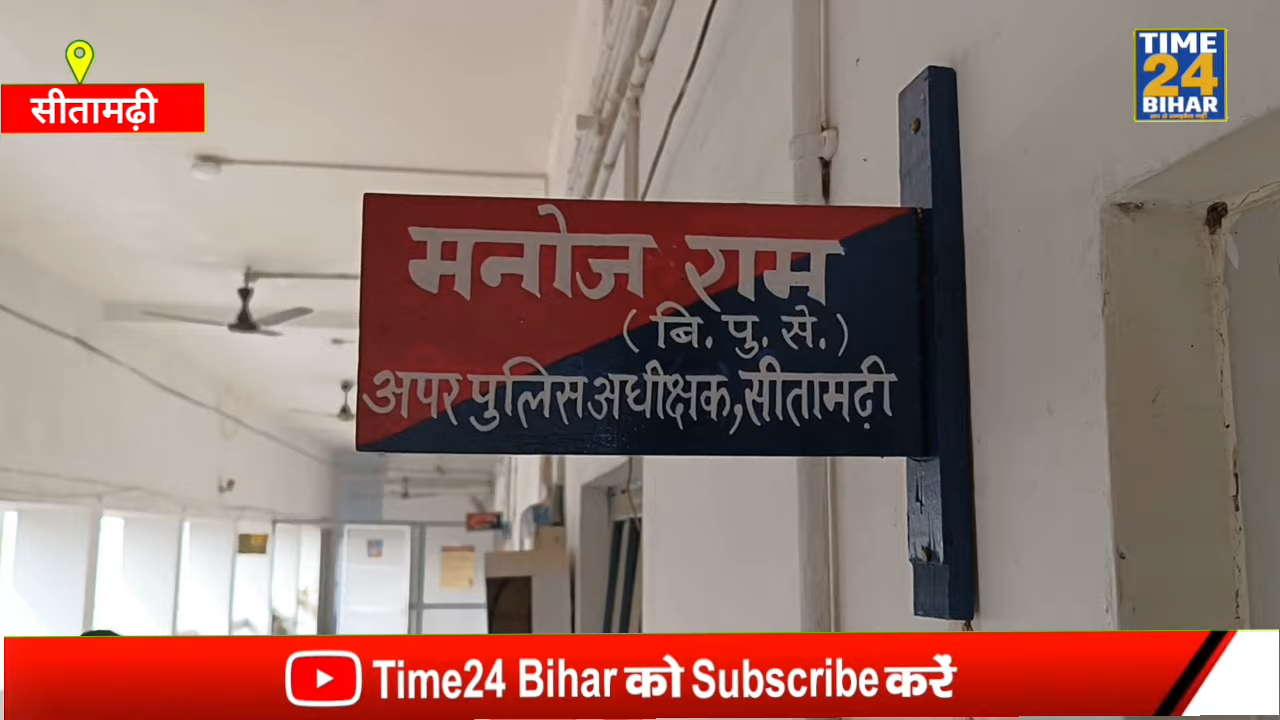 सीतामढ़ी
TIME
24
BIHAR
मनोज राम
( बि. पु. से. )
अपर पुलिस अधीक्षक, सीतामढ़ी
Time24 Bihar को Subscribe करें